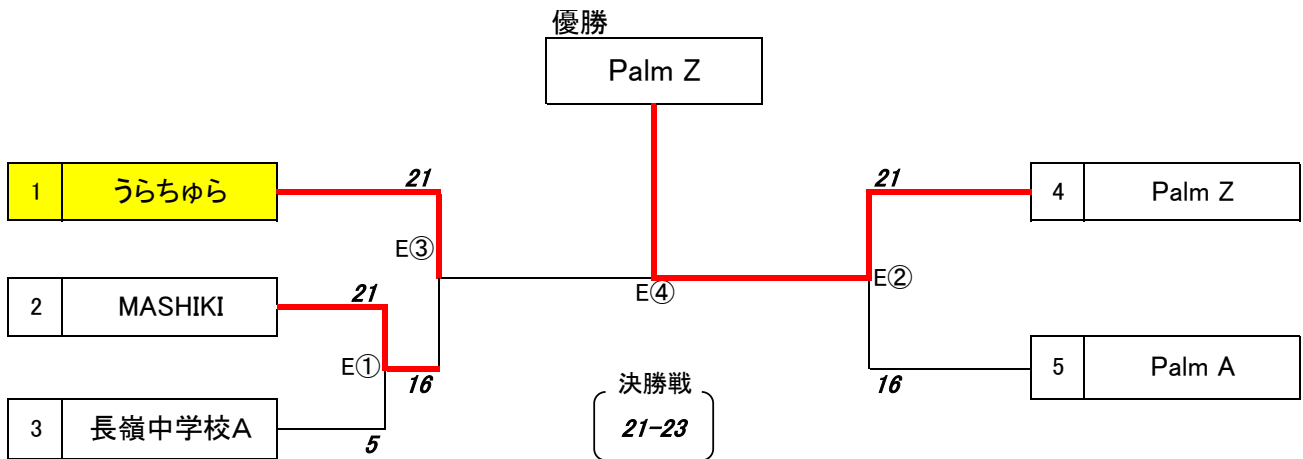 優勝
Palm Z
1 うらちゅら
21
21
4 Palm Z
E③
2 MASHIKI
21
E④
E②
E①
16
決勝戦
16
5 Palm A
3 長嶺中学校A
5
21-23